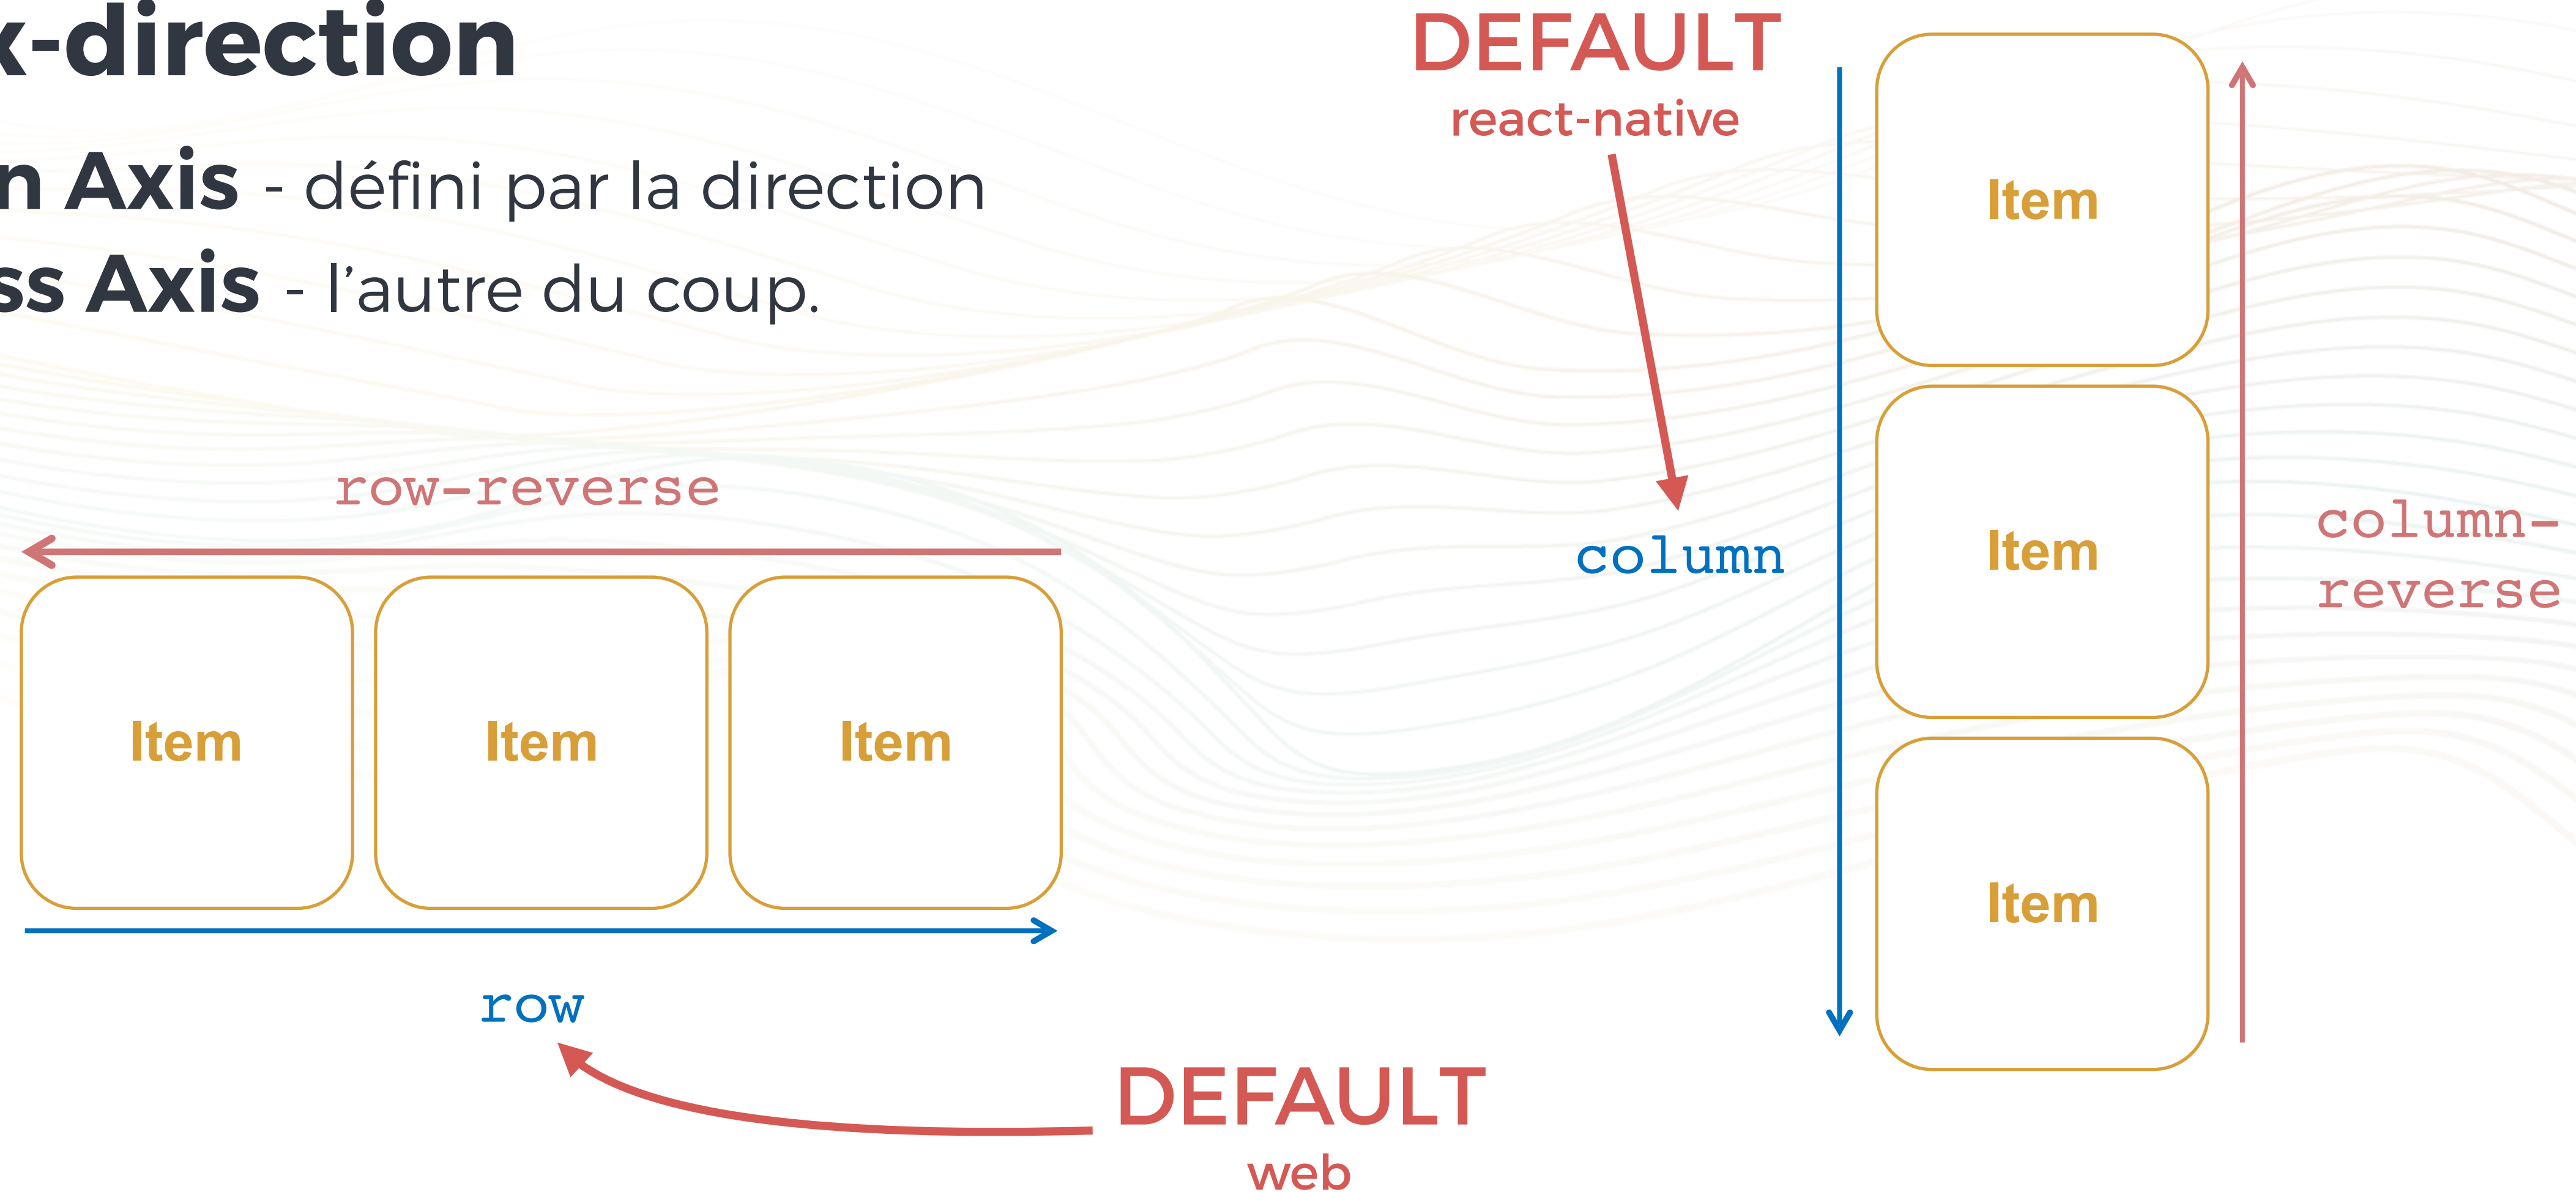 x-direction
n Axis - défini par la direction
ss Axis - l'autre du coup.
row-reverse
Item Item Item
row
DEFAULT
web
DEFAULT
react-native
column
Item
Item
Item
column-
reverse